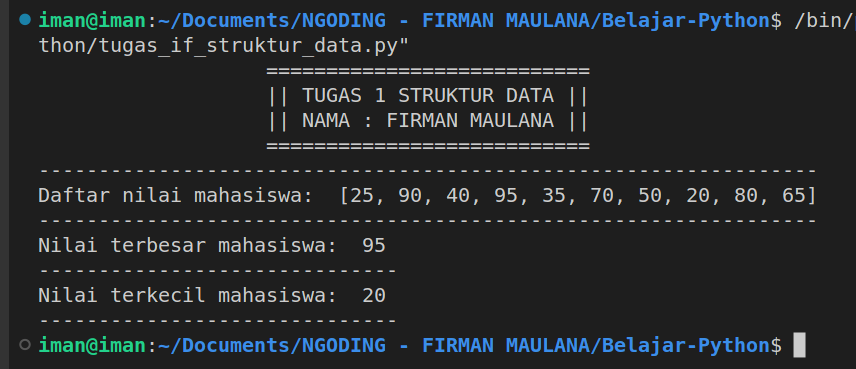 iman@iman:~/Documents/NGODING - FIRMAN MAULANA/Belajar-Python$ /bin/
thon/tugas_if_struktur_data.py"
===========================
|| TUGAS 1 STRUKTUR DATA ||
|| NAMA : FIRMAN MAULANA ||
===========================
-----------------------------------------------------------------
Daftar nilai mahasiswa:  [25, 90, 40, 95, 35, 70, 50, 20, 80, 65]
-----------------------------------------------------------------
Nilai terbesar mahasiswa:  95
------------------------------
Nilai terkecil mahasiswa:  20
------------------------------
iman@iman:~/Documents/NGODING - FIRMAN MAULANA/Belajar-Python$